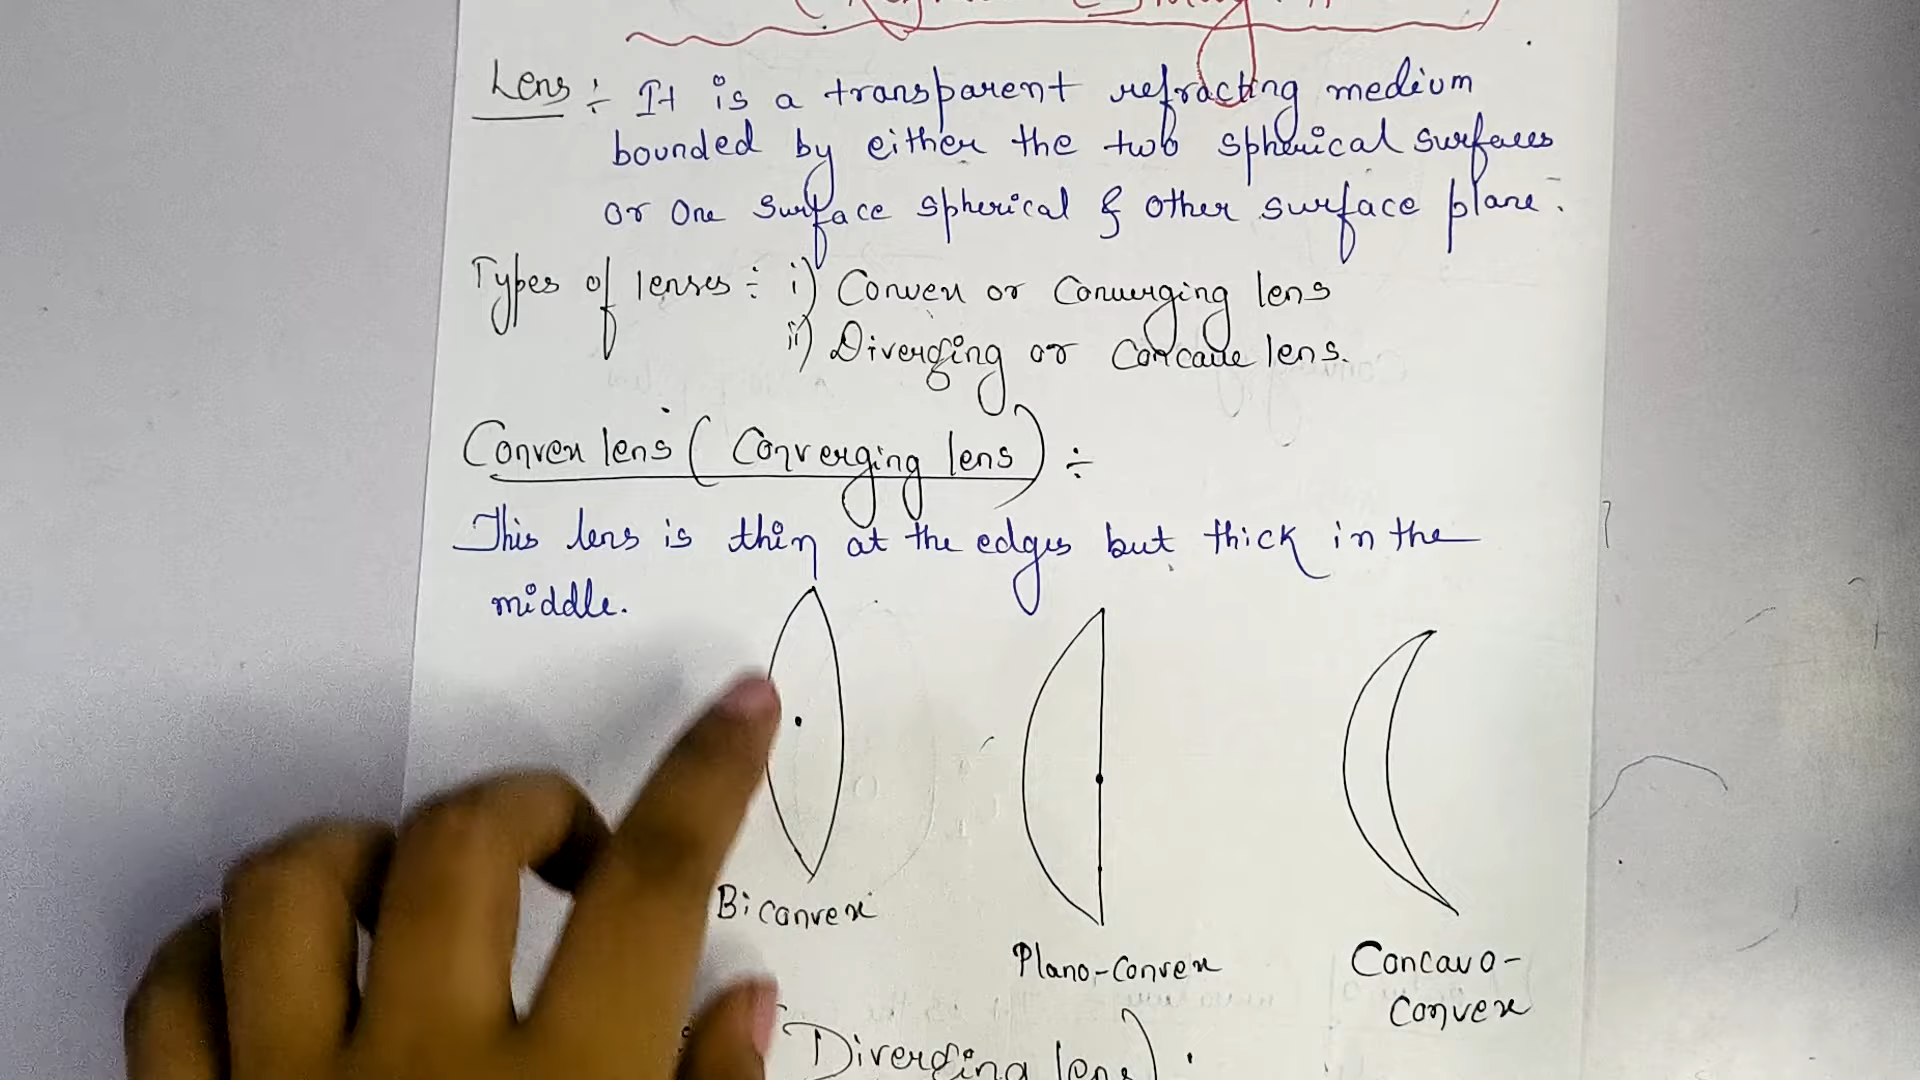 Lens :- It is a transparent refracting medium
bounded by either the two spherical surfaces
or one surface spherical & other surface plane.
Types of lenses :- i) Convex or Converging lens
ii) Diverging or Concave lens.
Convex lens (Converging lens) :-
This lens is thin at the edges but thick in the
middle.
Biconvex
Plano-Convex
Concavo-
Convex
Diverging lens) :